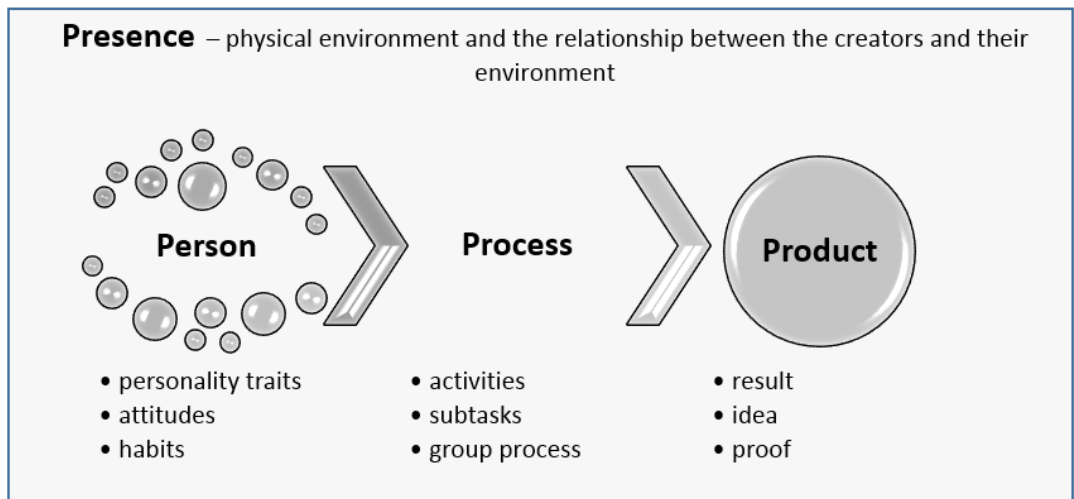 Presence – physical environment and the relationship between the creators and their
environment
Person
Process
Product
• personality traits
• attitudes
• habits
• activities
• subtasks
• group process
• result
• idea
• proof